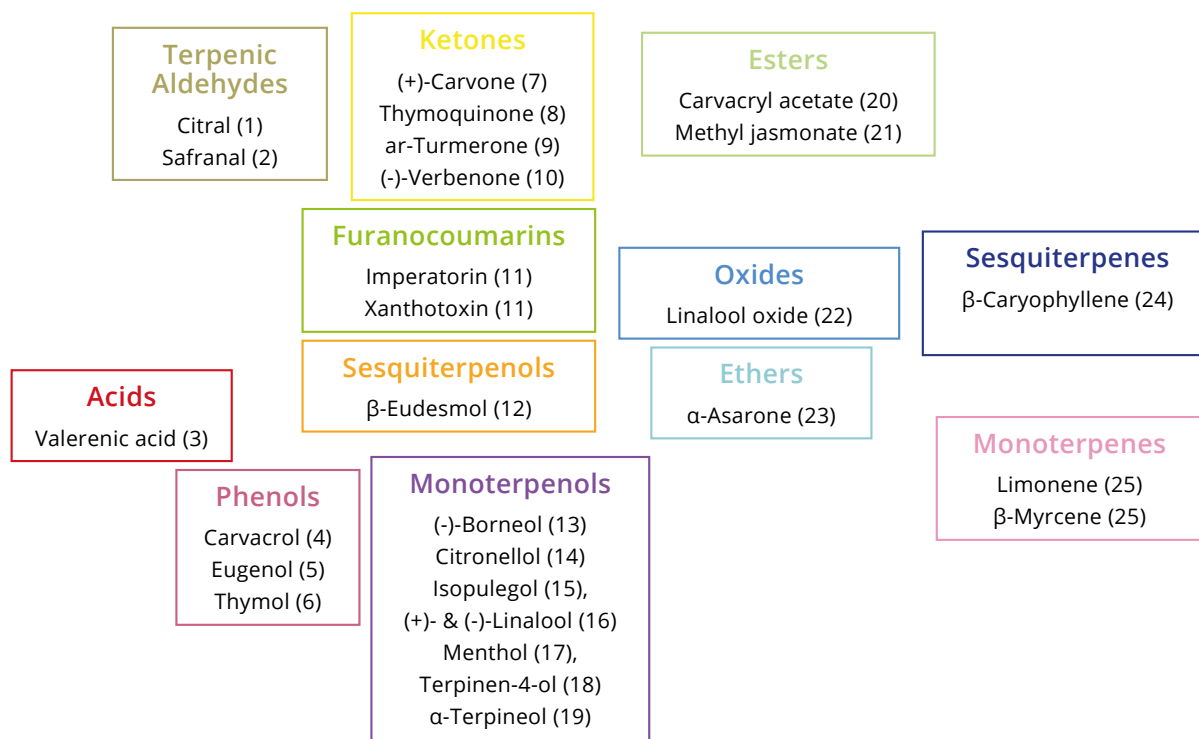 Terpenic
Aldehydes
Citral (1)
Safranal (2)
Ketones
(+)-Carvone (7)
Thymoquinone (8)
ar-Turmerone (9)
(-)-Verbenone (10)
Esters
Carvacryl acetate (20)
Methyl jasmonate (21)
Furanocoumarins
Imperatorin (11)
Xanthotoxin (11)
Oxides
Linalool oxide (22)
Sesquiterpenes
β-Caryophyllene (24)
Acids
Valerenic acid (3)
Sesquiterpenols
β-Eudesmol (12)
Ethers
α-Asarone (23)
Monoterpenes
Limonene (25)
β-Myrcene (25)
Phenols
Carvacrol (4)
Eugenol (5)
Thymol (6)
Monoterpenols
(-)-Borneol (13)
Citronellol (14)
Isopulegol (15),
(+)- & (-)-Linalool (16)
Menthol (17),
Terpinen-4-ol (18)
α-Terpineol (19)